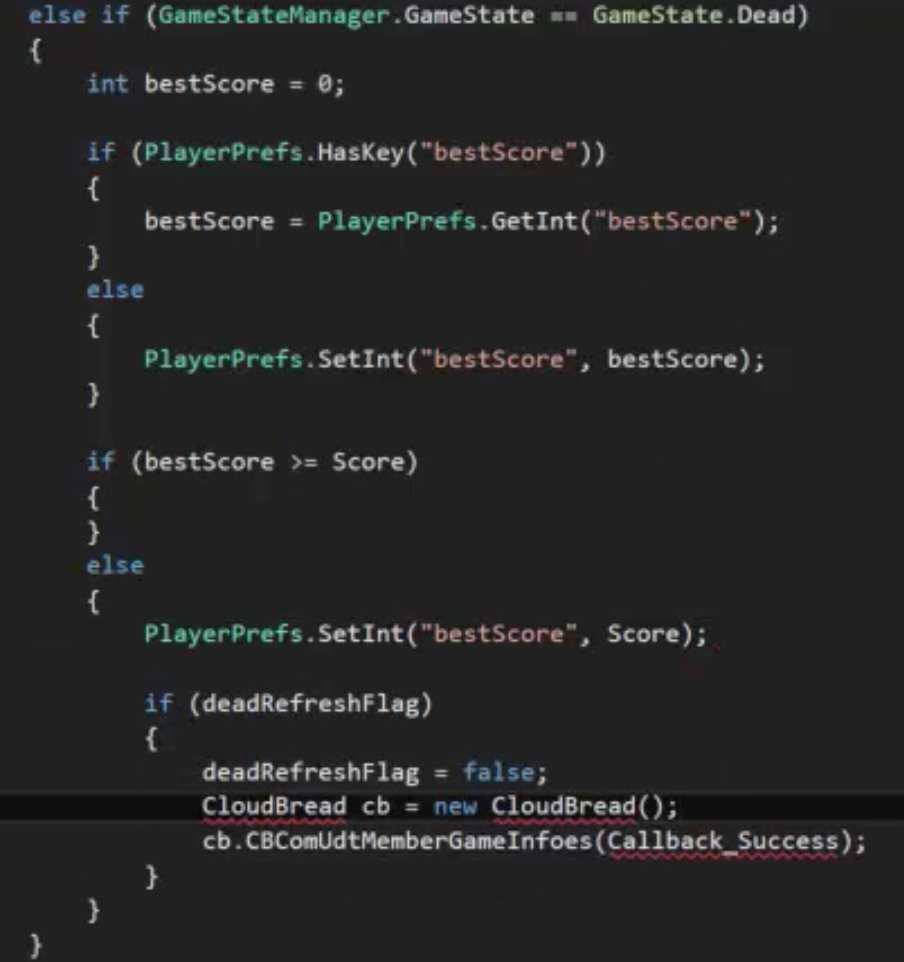 else if (GameStateManager.GameState == GameState.Dead)
{
    int bestScore = 0;

    if (PlayerPrefs.HasKey("bestScore"))
    {
        bestScore = PlayerPrefs.GetInt("bestScore");
    }
    else
    {
        PlayerPrefs.SetInt("bestScore", bestScore);
    }

    if (bestScore >= Score)
    {
    }
    else
    {
        PlayerPrefs.SetInt("bestScore", Score);

        if (deadRefreshFlag)
        {
            deadRefreshFlag = false;
            CloudBread cb = new CloudBread();
            cb.CBComUdtMemberGameInfoes(Callback_Success);
        }
    }
}